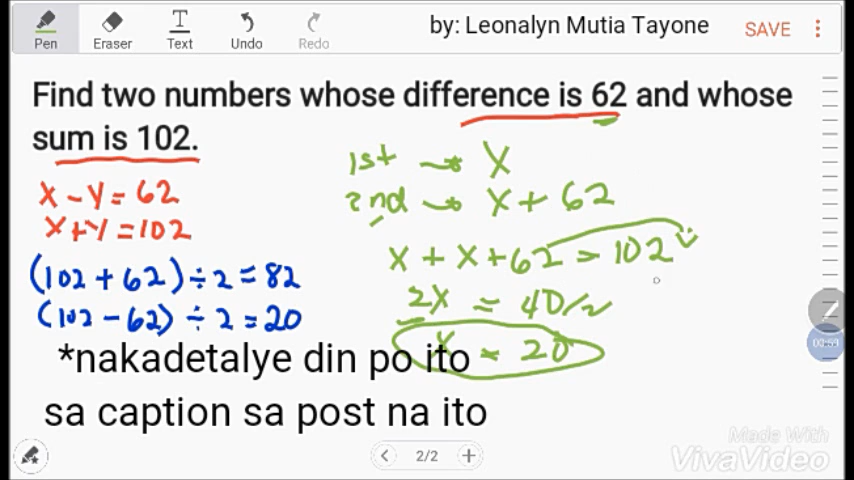 by: Leonalyn Mutia Tayone
SAVE
Pen
Eraser
Text
Undo
Redo
Find two numbers whose difference is 62 and whose
sum is 102.
x - y = 62
x + y = 102
(102 + 62) ÷ 2 = 82
(102 - 62) ÷ 2 = 20
1st → x
2nd → x + 62
x + x + 62 = 102
2x = 40/2
x = 20
*nakadetalye din po ito
sa caption sa post na ito
00:59
2/2
Made With
VivaVideo